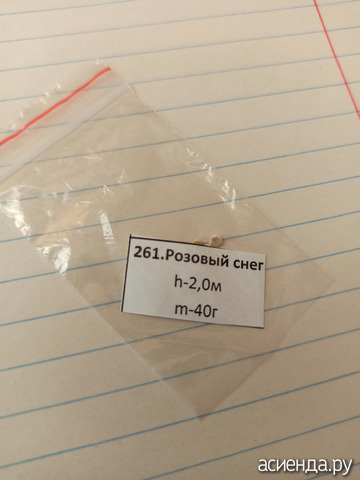 261.Розовый снег
h-2,0м
m-40г
асиенда.ру